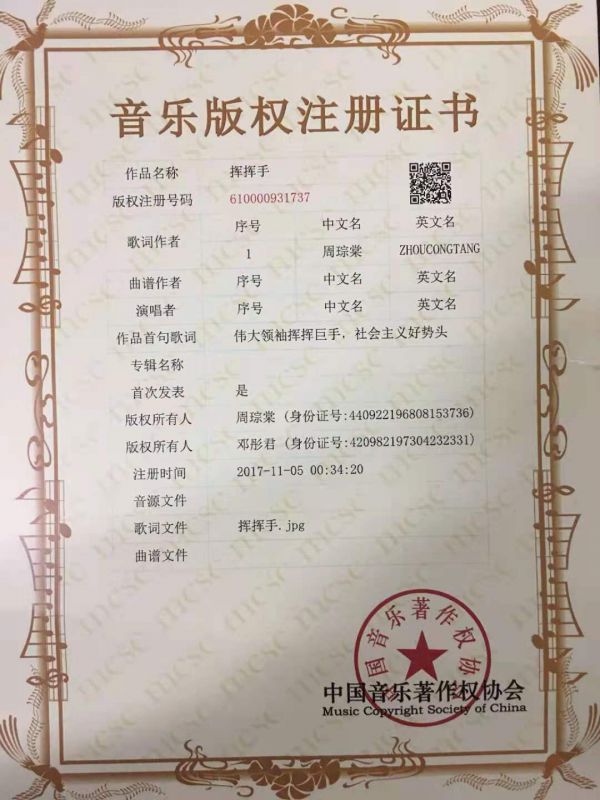 音乐版权注册证书
作品名称 挥挥手
版权注册号码 610000931737
歌词作者 序号 中文名 英文名
1 周琮棠 ZHOUCONGTANG
曲谱作者 序号 中文名 英文名
演唱者 序号 中文名 英文名
作品首句歌词 伟大领袖挥挥巨手，社会主义好势头
专辑名称
首次发表 是
版权所有人 周琮棠 (身份证号:440922196808153736)
版权所有人 邓彤君 (身份证号:420982197304232331)
注册时间 2017-11-05 00:34:20
音源文件
歌词文件 挥挥手.jpg
曲谱文件
中国音乐著作权协会
中国音乐著作权协会
Music Copyright Society of China